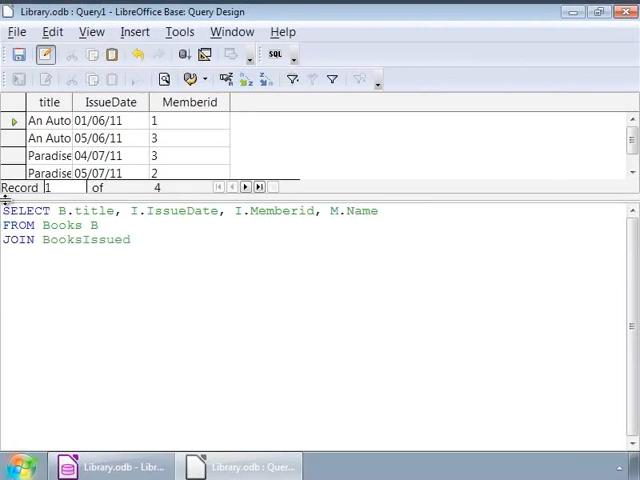 Library.odb : Query1 - LibreOffice Base: Query Design
File Edit View Insert Tools Window Help
SQL
title IssueDate Memberid
An Auto 01/06/11 1
An Auto 05/06/11 3
Paradise 04/07/11 3
Paradise 05/07/11 2
Record 1 of 4
SELECT B.title, I.IssueDate, I.Memberid, M.Name
FROM Books B
JOIN BooksIssued
Library.odb - Libr... Library.odb : Quer...